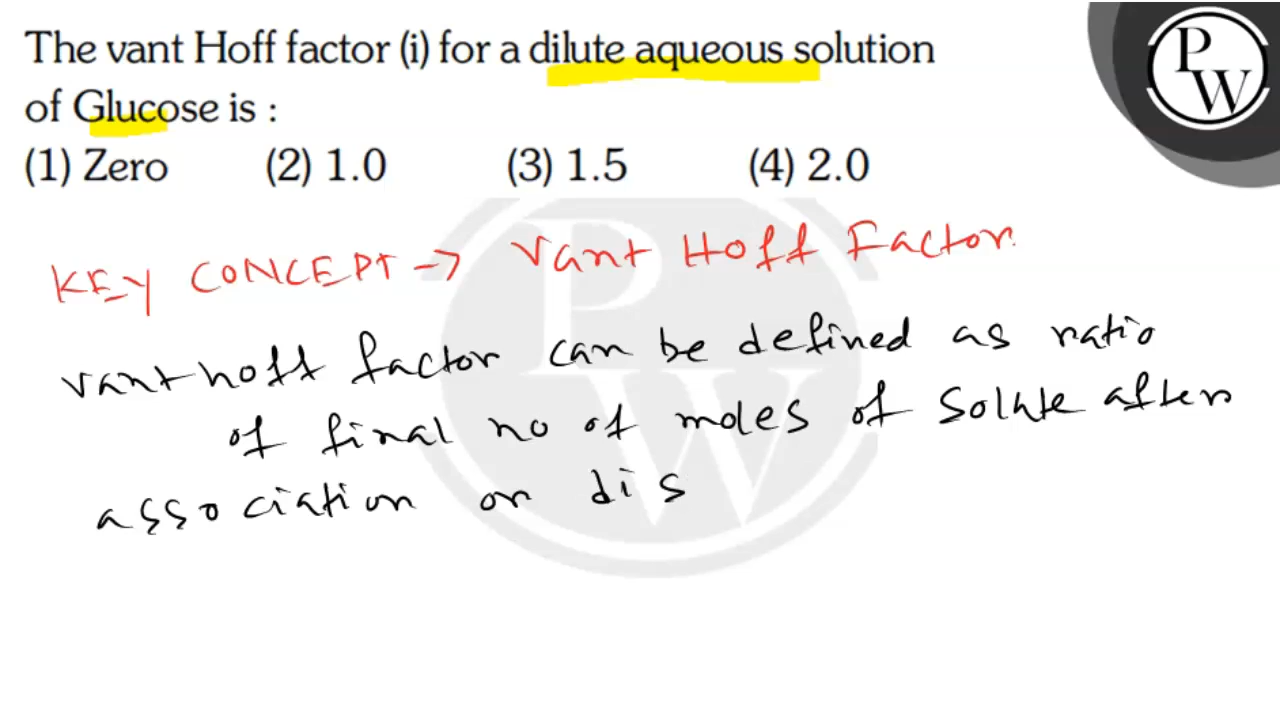 The vant Hoff factor (i) for a dilute aqueous solution
of Glucose is :
(1) Zero (2) 1.0 (3) 1.5 (4) 2.0
KEY CONCEPT → Vant Hoff Factor
vanthoff factor can be defined as ratio
of final no of moles of solute after
association or dis
P
W
P
W